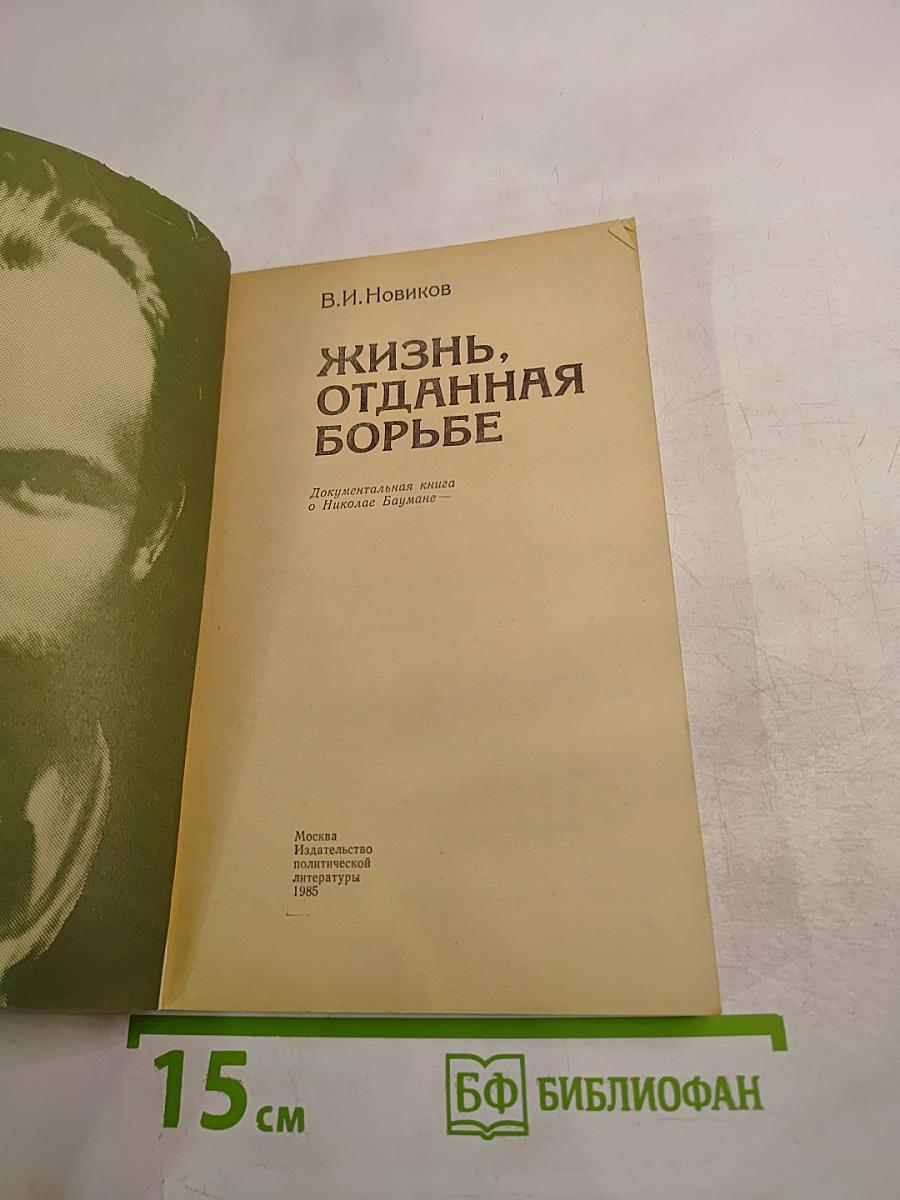 В.И.Новиков
ЖИЗНЬ,
ОТДАННАЯ
БОРЬБЕ
Документальная книга
о Николае Баумане
Москва
Издательство
политической
литературы
1985
15 см
БФ БИБЛИОФАН